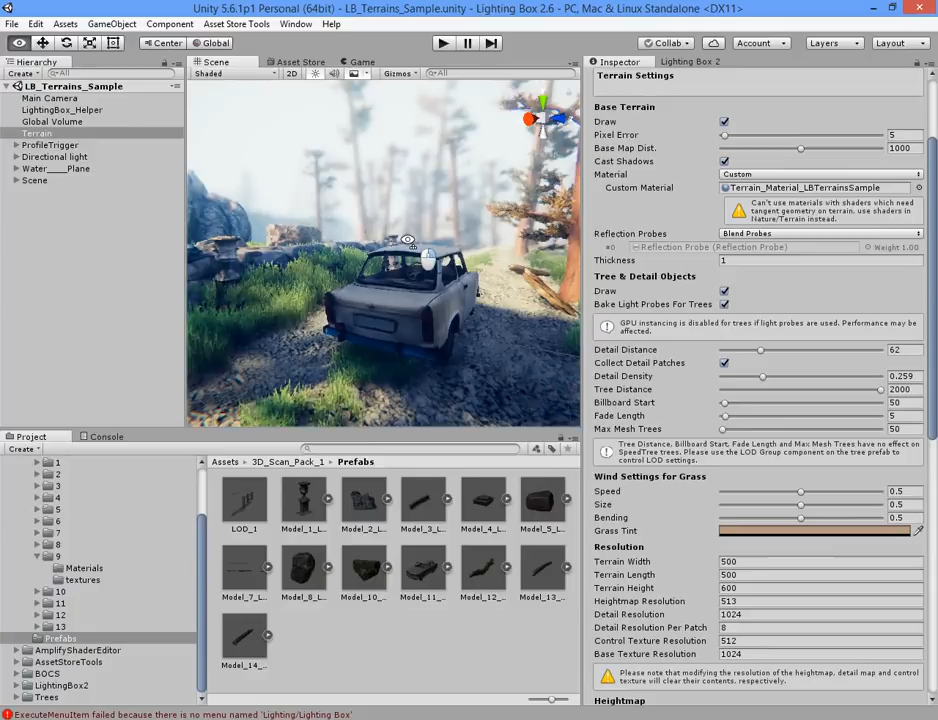 Unity 5.6.1p1 Personal (64bit) - LB_Terrains_Sample.unity - Lighting Box 2.6 - PC, Mac & Linux Standalone <DX11>
File Edit Assets GameObject Component Asset Store Tools Window Help
Center Global Collab Account Layers Layout
Hierarchy
Create All
LB_Terrains_Sample
Main Camera
LightingBox_Helper
Global Volume
Terrain
ProfileTrigger
Directional light
Water____Plane
Scene
Scene Asset Store Game
Shaded 2D Gizmos All
Inspector Lighting Box 2
Terrain Settings
Base Terrain
Draw
Pixel Error 5
Base Map Dist. 1000
Cast Shadows
Material Custom
Custom Material Terrain_Material_LBTerrainsSample
Can't use materials with shaders which need
tangent geometry on terrain, use shaders in
Nature/Terrain instead.
Reflection Probes Blend Probes
#0 Reflection Probe (Reflection Probe) Weight 1.00
Thickness 1
Tree & Detail Objects
Draw
Bake Light Probes For Trees
GPU instancing is disabled for trees if light probes are used. Performance may be
affected.
Detail Distance 62
Collect Detail Patches
Detail Density 0.259
Tree Distance 2000
Billboard Start 50
Fade Length 5
Max Mesh Trees 50
Tree Distance, Billboard Start, Fade Length and Max Mesh Trees have no effect on
SpeedTree trees. Please use the LOD Group component on the tree prefab to
control LOD settings.
Wind Settings for Grass
Speed 0.5
Size 0.5
Bending 0.5
Grass Tint
Resolution
Terrain Width 500
Terrain Length 500
Terrain Height 600
Heightmap Resolution 513
Detail Resolution 1024
Detail Resolution Per Patch 8
Control Texture Resolution 512
Base Texture Resolution 1024
Please note that modifying the resolution of the heightmap, detail map and control
texture will clear their contents, respectively.
Heightmap
Project Console
Create
1
2
3
4
5
6
7
8
9
Materials
textures
10
11
12
13
Prefabs
AmplifyShaderEditor
AssetStoreTools
BOCS
LightingBox2
Trees
Assets 3D_Scan_Pack_1 Prefabs
LOD_1 Model_1_L... Model_2_L... Model_3_L... Model_4_L... Model_5_L...
Model_7_L... Model_8_L... Model_10_... Model_11_... Model_12_... Model_13_...
Model_14_...
ExecuteMenuItem failed because there is no menu named 'Lighting/Lighting Box'